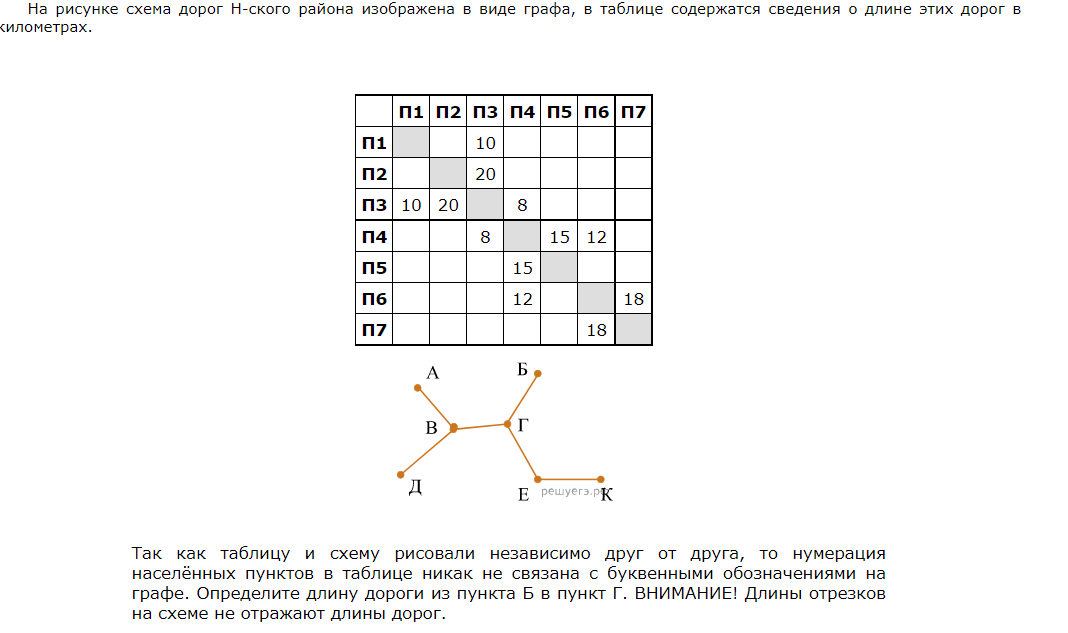 На рисунке схема дорог Н-ского района изображена в виде графа, в таблице содержатся сведения о длине этих дорог в
километрах.
П1 П2 П3 П4 П5 П6 П7
П1 10
П2 20
П3 10 20 8
П4 8 15 12
П5 15
П6 12 18
П7 18
А Б
В Г
Д Е К
решуегэ.рф
Так как таблицу и схему рисовали независимо друг от друга, то нумерация
населённых пунктов в таблице никак не связана с буквенными обозначениями на
графе. Определите длину дороги из пункта Б в пункт Г. ВНИМАНИЕ! Длины отрезков
на схеме не отражают длины дорог.